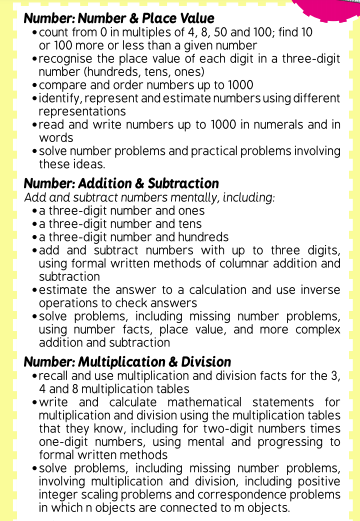 Number: Number & Place Value
• count from 0 in multiples of 4, 8, 50 and 100; find 10
or 100 more or less than a given number
• recognise the place value of each digit in a three-digit
number (hundreds, tens, ones)
• compare and order numbers up to 1000
• identify, represent and estimate numbers using different
representations
• read and write numbers up to 1000 in numerals and in
words
• solve number problems and practical problems involving
these ideas.
Number: Addition & Subtraction
Add and subtract numbers mentally, including:
• a three-digit number and ones
• a three-digit number and tens
• a three-digit number and hundreds
• add and subtract numbers with up to three digits,
using formal written methods of columnar addition and
subtraction
• estimate the answer to a calculation and use inverse
operations to check answers
• solve problems, including missing number problems,
using number facts, place value, and more complex
addition and subtraction
Number: Multiplication & Division
• recall and use multiplication and division facts for the 3,
4 and 8 multiplication tables
• write and calculate mathematical statements for
multiplication and division using the multiplication tables
that they know, including for two-digit numbers times
one-digit numbers, using mental and progressing to
formal written methods
• solve problems, including missing number problems,
involving multiplication and division, including positive
integer scaling problems and correspondence problems
in which n objects are connected to m objects.